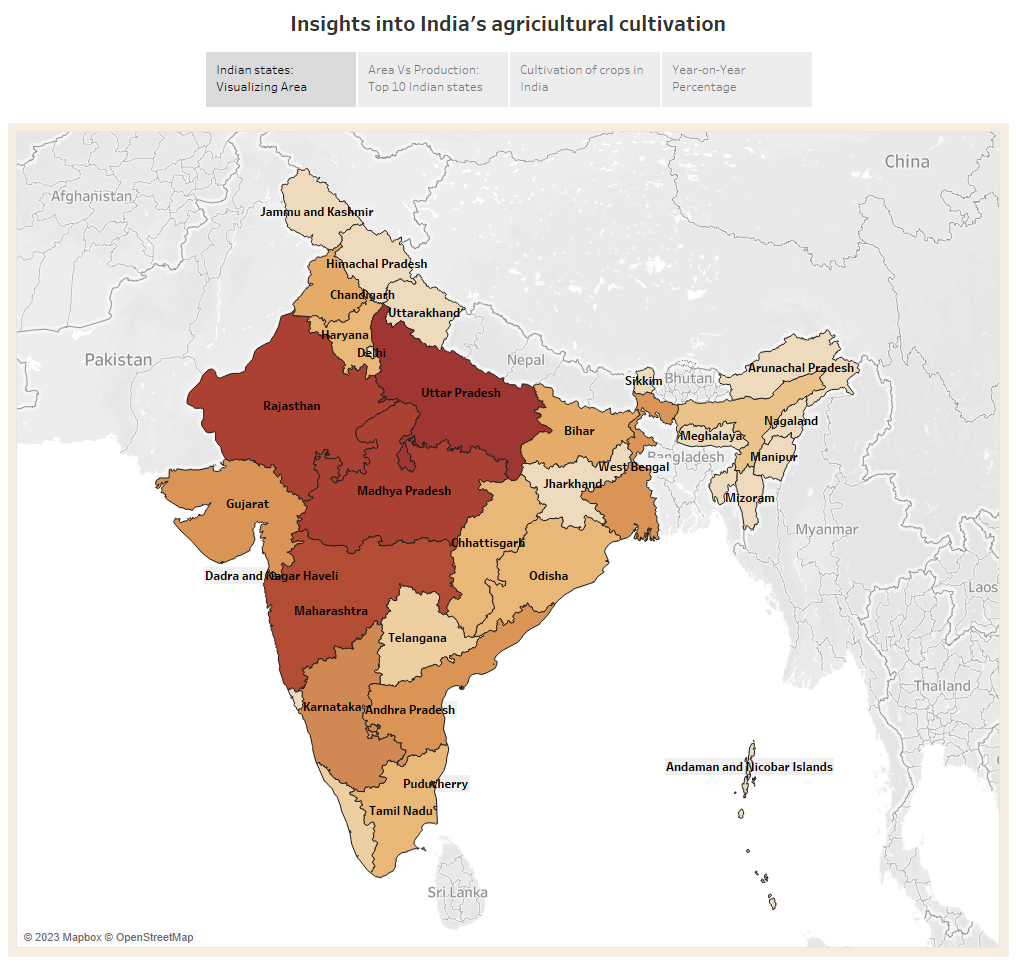 Insights into India's agriciultural cultivation
Indian states:
Visualizing Area
Area Vs Production:
Top 10 Indian states
Cultivation of crops in
India
Year-on-Year
Percentage
China
Afghanistan
Jammu and Kashmir
Himachal Pradesh
Chandigarh
Uttarakhand
Haryana
Delhi
Pakistan
Nepal
Arunachal Pradesh
Sikkim
Bhutan
Uttar Pradesh
Rajasthan
Nagaland
Bihar
Meghalaya
Bangladesh
Manipur
West Bengal
Jharkhand
Madhya Pradesh
Mizoram
Gujarat
Myanmar
Chhattisgarh
Odisha
Dadra and Nagar Haveli
Laos
Maharashtra
Telangana
Thailand
Karnataka
Andhra Pradesh
Andaman and Nicobar Islands
Puducherry
Tamil Nadu
Sri Lanka
© 2023 Mapbox © OpenStreetMap